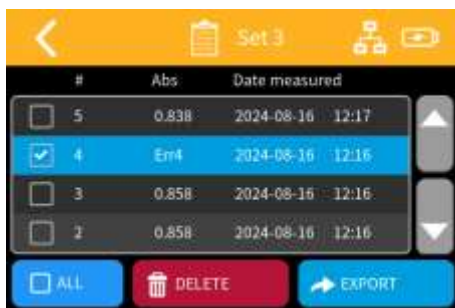 Set 3
# Abs Date measured
5 0.838 2024-08-16 12:17
4 Err4 2024-08-16 12:16
3 0.858 2024-08-16 12:16
2 0.858 2024-08-16 12:16
ALL DELETE EXPORT